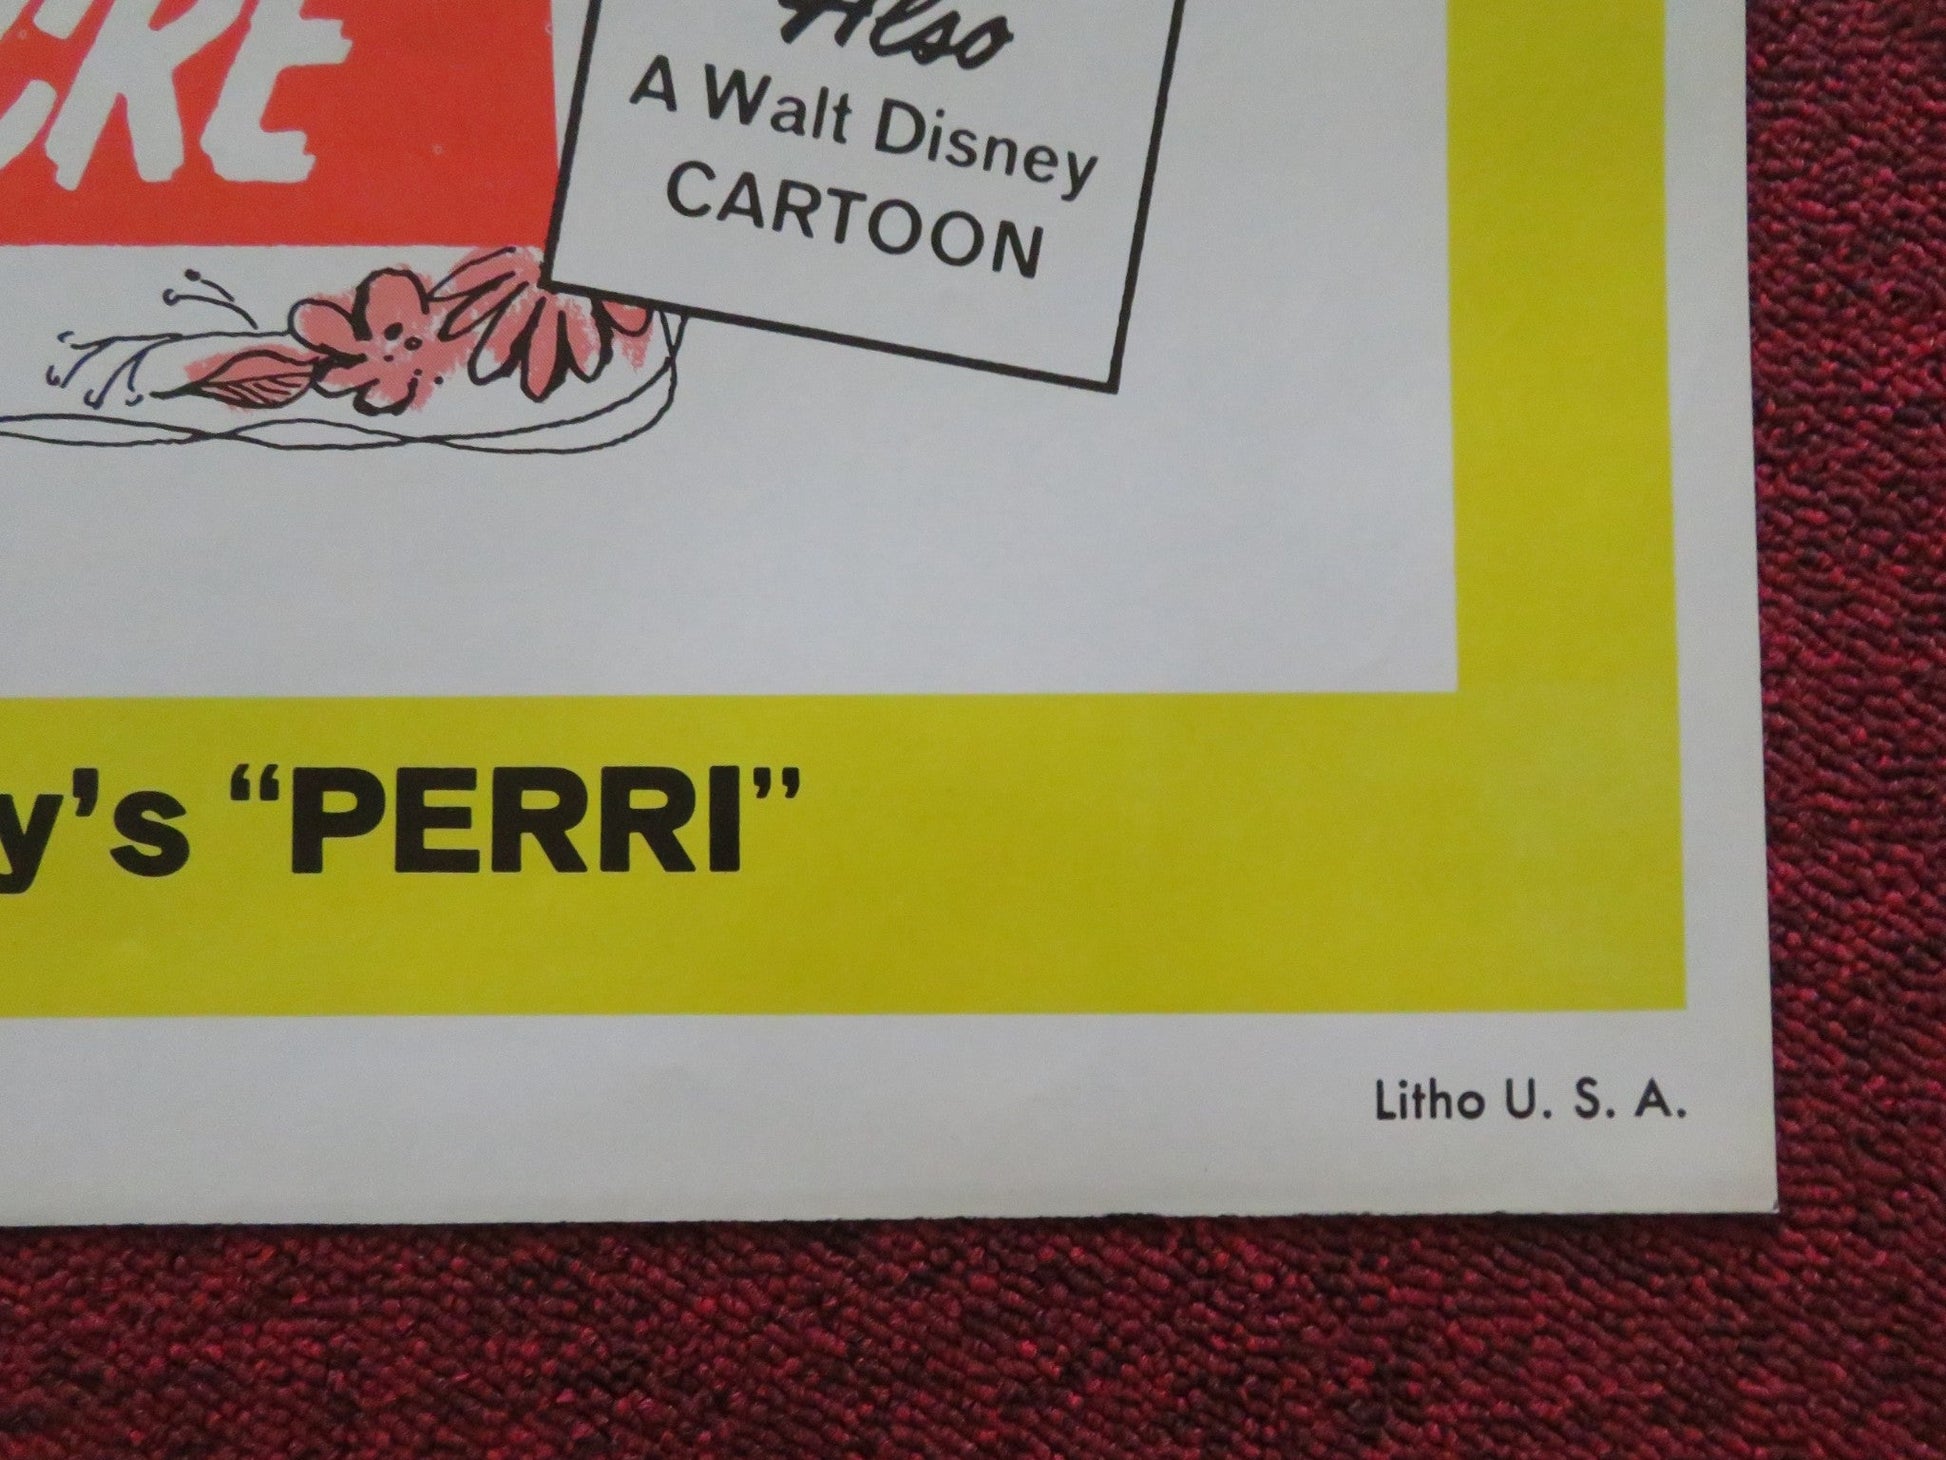 Also
A Walt Disney
CARTOON
y's “PERRI”
Litho U. S. A.